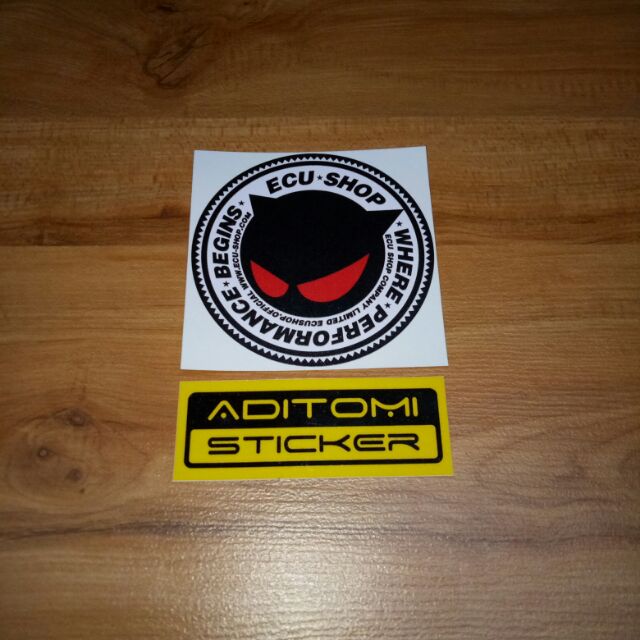 ECU★SHOP
★WHERE★PERFORMANCE★BEGINS★
ECU SHOP COMPANY LIMITED ECUSHOP.OFFICIAL WWW.ECU-SHOP.COM
ADITOMI
STICKER